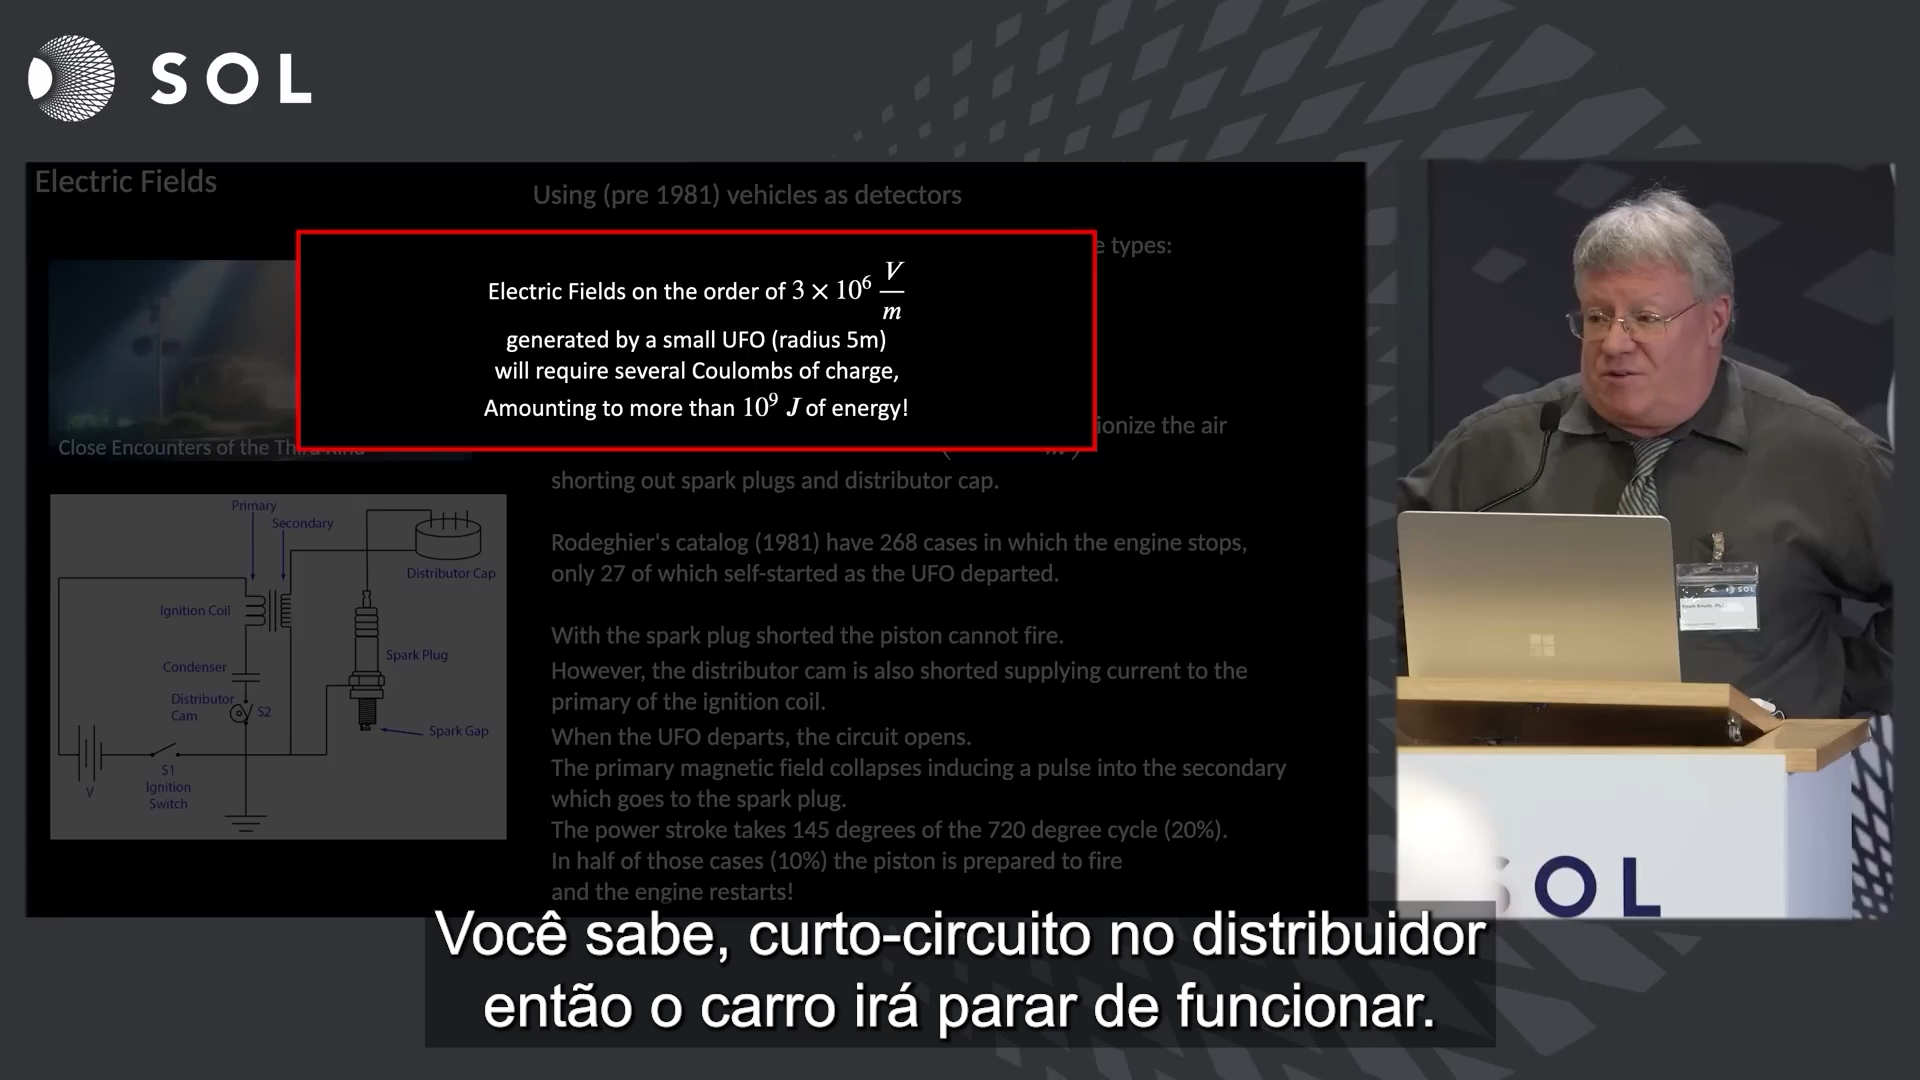 SOL
Electric Fields
Using (pre 1981) vehicles as detectors
e types:
Electric Fields on the order of 3 × 10⁶ V/m
generated by a small UFO (radius 5m)
will require several Coulombs of charge,
Amounting to more than 10⁹ J of energy!
ionize the air
Close Encounters of the Third Kind
shorting out spark plugs and distributor cap.
Rodeghier's catalog (1981) have 268 cases in which the engine stops,
only 27 of which self-started as the UFO departed.
With the spark plug shorted the piston cannot fire.
However, the distributor cam is also shorted supplying current to the
primary of the ignition coil.
When the UFO departs, the circuit opens.
The primary magnetic field collapses inducing a pulse into the secondary
which goes to the spark plug.
The power stroke takes 145 degrees of the 720 degree cycle (20%).
In half of those cases (10%) the piston is prepared to fire
and the engine restarts!
Primary
Secondary
Distributor Cap
Ignition Coil
Spark Plug
Condenser
Distributor
Cam
S2
Spark Gap
S1
Ignition
Switch
V
SOL
SOL
Você sabe, curto-circuito no distribuidor
então o carro irá parar de funcionar.